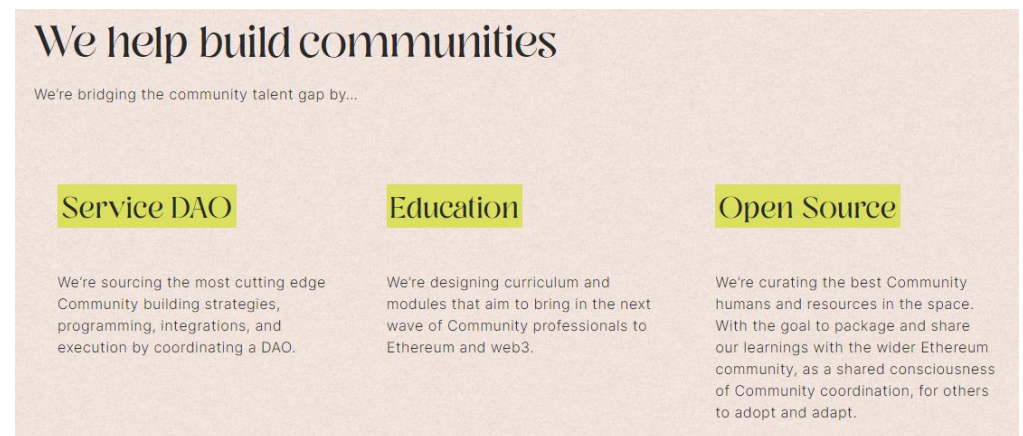 We help build communities
We're bridging the community talent gap by...
Service DAO
We're sourcing the most cutting edge
Community building strategies,
programming, integrations, and
execution by coordinating a DAO.
Education
We're designing curriculum and
modules that aim to bring in the next
wave of Community professionals to
Ethereum and web3.
Open Source
We're curating the best Community
humans and resources in the space.
With the goal to package and share
our learnings with the wider Ethereum
community, as a shared consciousness
of Community coordination, for others
to adopt and adapt.